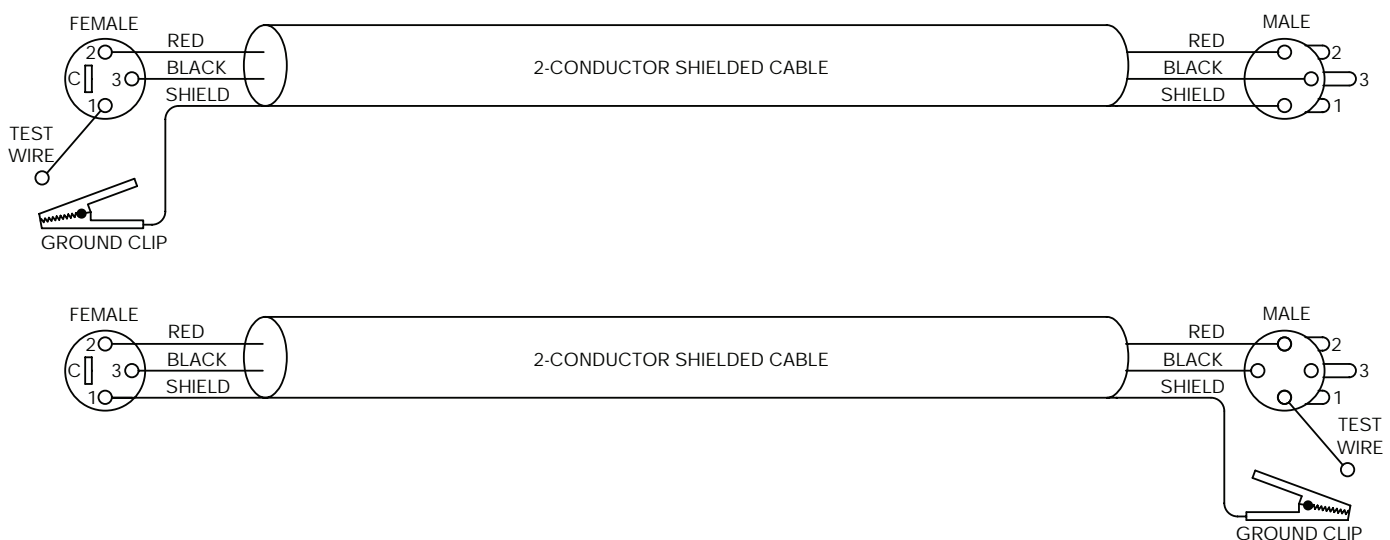 FEMALE
MALE
RED
RED
2
2
C
3
BLACK
2-CONDUCTOR SHIELDED CABLE
BLACK
3
1
SHIELD
SHIELD
1
TEST
WIRE
GROUND CLIP
FEMALE
MALE
RED
RED
2
2
C
3
BLACK
2-CONDUCTOR SHIELDED CABLE
BLACK
3
1
SHIELD
SHIELD
1
TEST
WIRE
GROUND CLIP